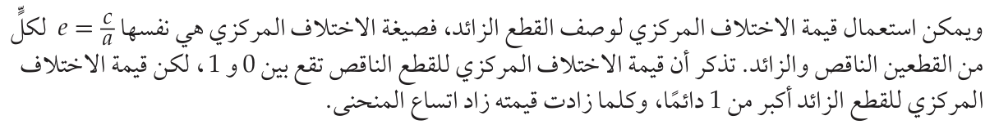 ويمكن استعمال قيمة الاختلاف المركزي لوصف القطع الزائد، فصيغة الاختلاف المركزي هي نفسها e = c/a لكلٍّ
من القطعين الناقص والزائد. تذكر أن قيمة الاختلاف المركزي للقطع الناقص تقع بين 0 و 1، لكن قيمة الاختلاف
المركزي للقطع الزائد أكبر من 1 دائمًا، وكلما زادت قيمته زاد اتساع المنحنى.